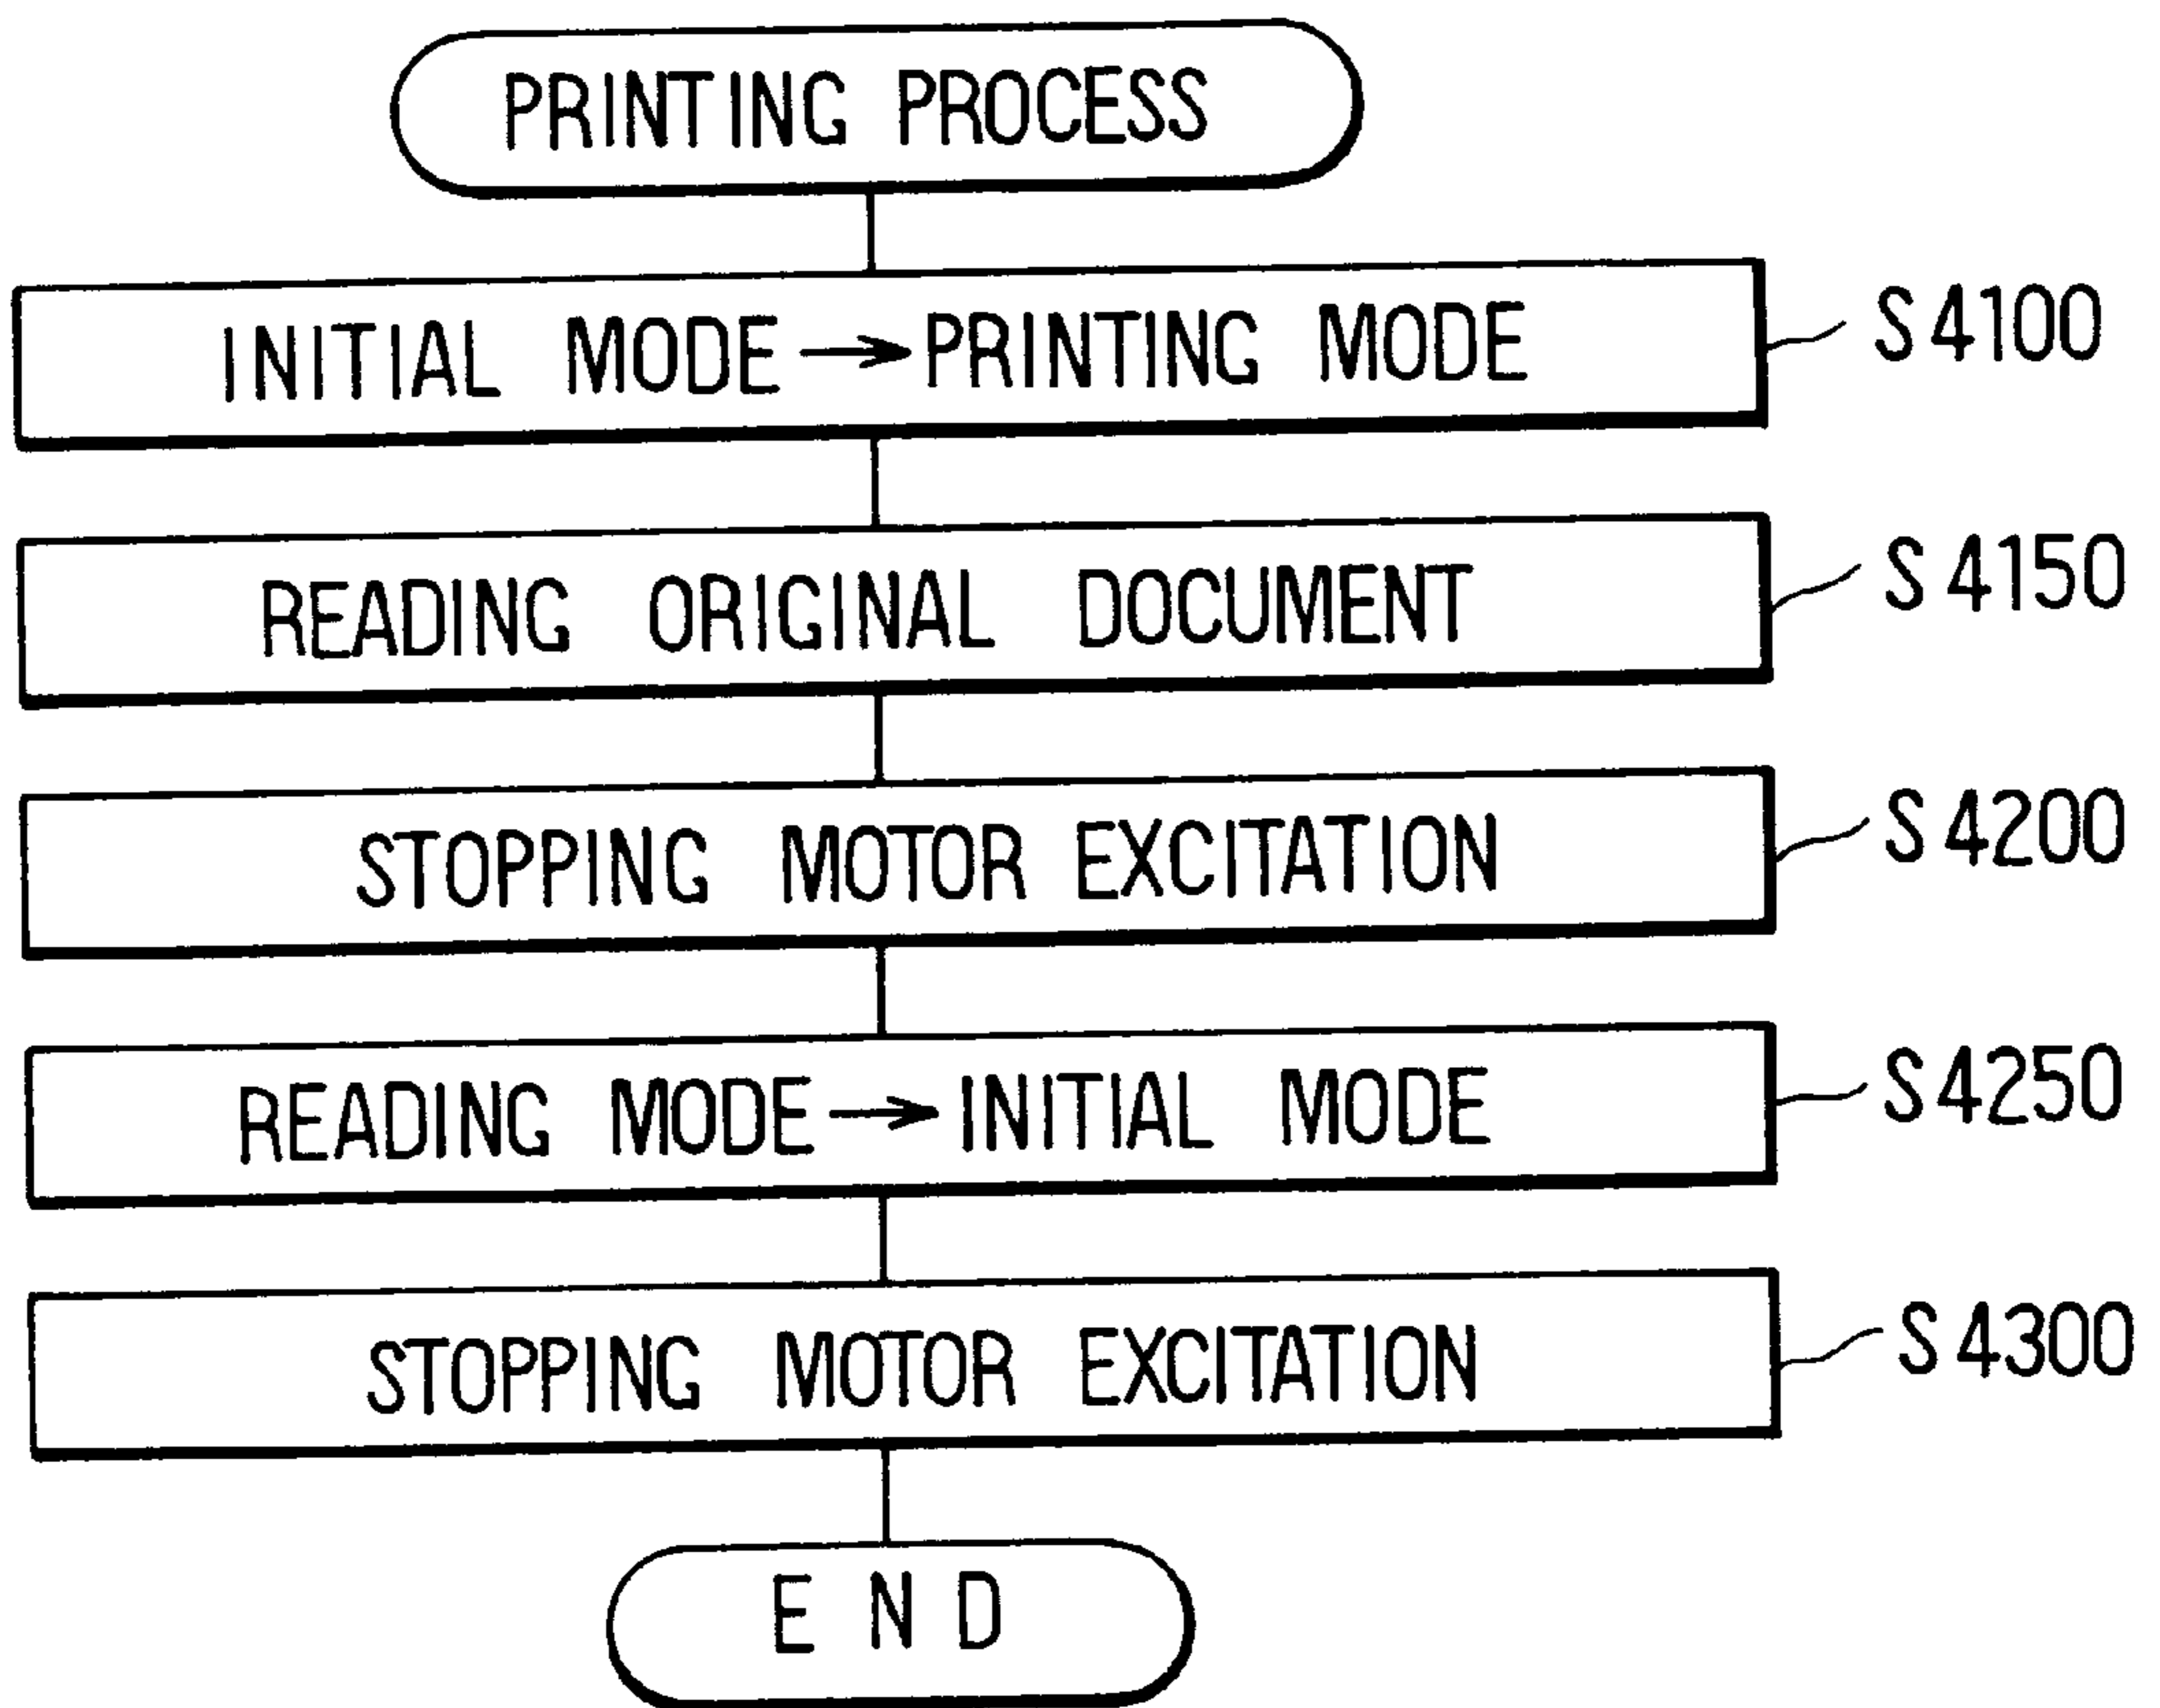 PRINTING PROCESS
INITIAL MODE → PRINTING MODE S4100
READING ORIGINAL DOCUMENT S4150
STOPPING MOTOR EXCITATION S4200
READING MODE → INITIAL MODE S4250
STOPPING MOTOR EXCITATION S4300
END